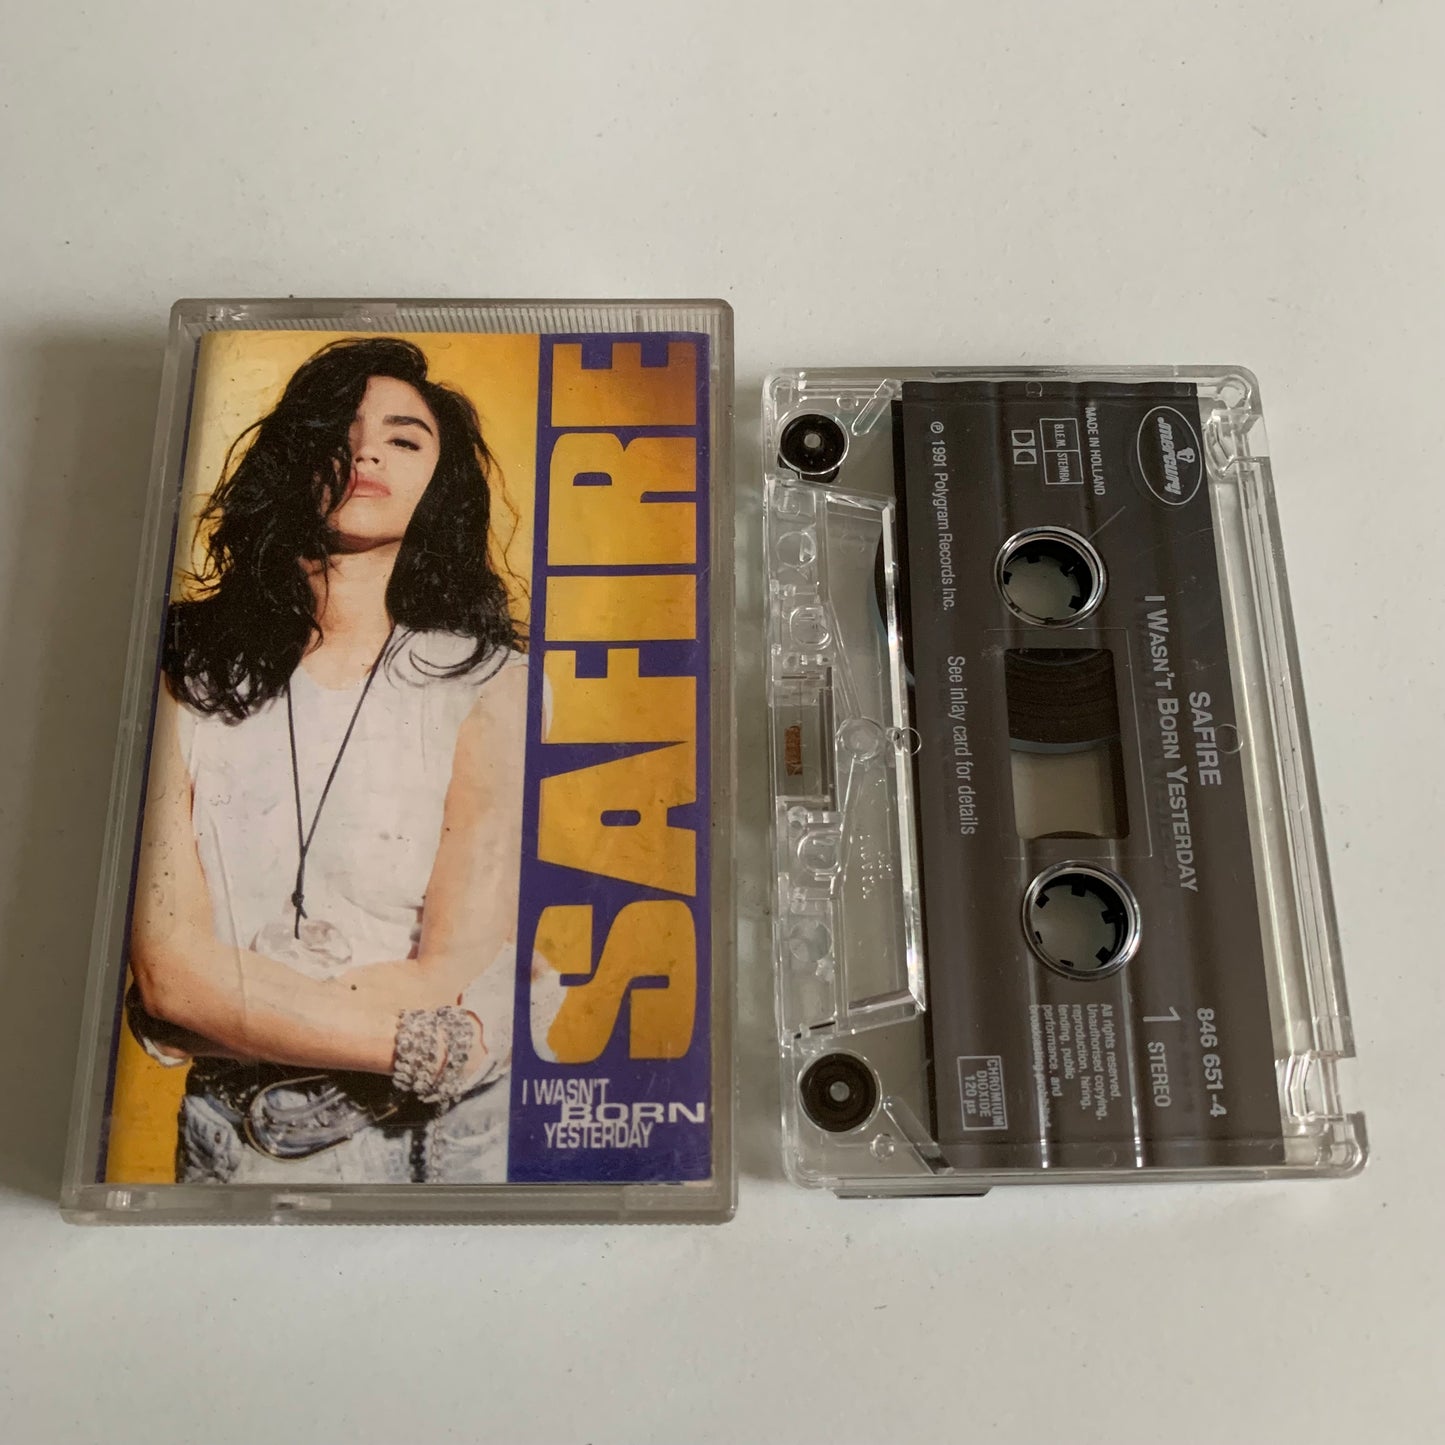 SAFIRE
I WASN'T
BORN
YESTERDAY
mercury
MADE IN HOLLAND
B.I.E.M. STEMRA
℗ 1991 Polygram Records Inc.
See inlay card for details
SAFIRE
I WASN'T BORN YESTERDAY
846 651-4
1 STEREO
All rights reserved.
Unauthorised copying,
reproduction, hiring,
lending, public
performance, and
broadcasting prohibited
CHROMIUM
DIOXIDE
120 µs